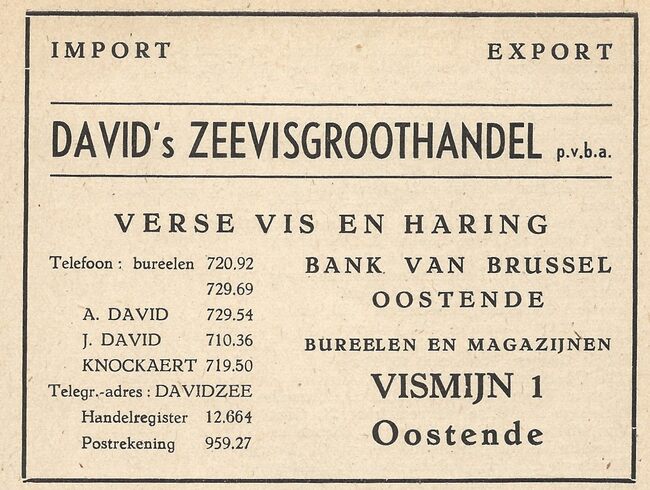 IMPORT EXPORT
DAVID's ZEEVISGROOTHANDEL p.v.b.a.
VERSE VIS EN HARING
Telefoon : bureelen 720.92
729.69
A. DAVID 729.54
J. DAVID 710.36
KNOCKAERT 719.50
Telegr.-adres : DAVIDZEE
Handelregister 12.664
Postrekening 959.27
BANK VAN BRUSSEL
OOSTENDE
BUREELEN EN MAGAZIJNEN
VISMIJN 1
Oostende